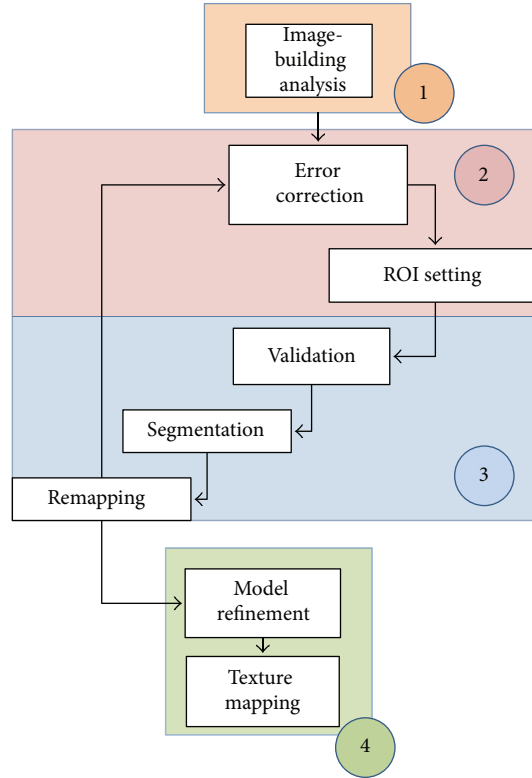 Image-
building
analysis
1
Error
correction
2
ROI setting
Validation
Segmentation
3
Remapping
Model
refinement
Texture
mapping
4